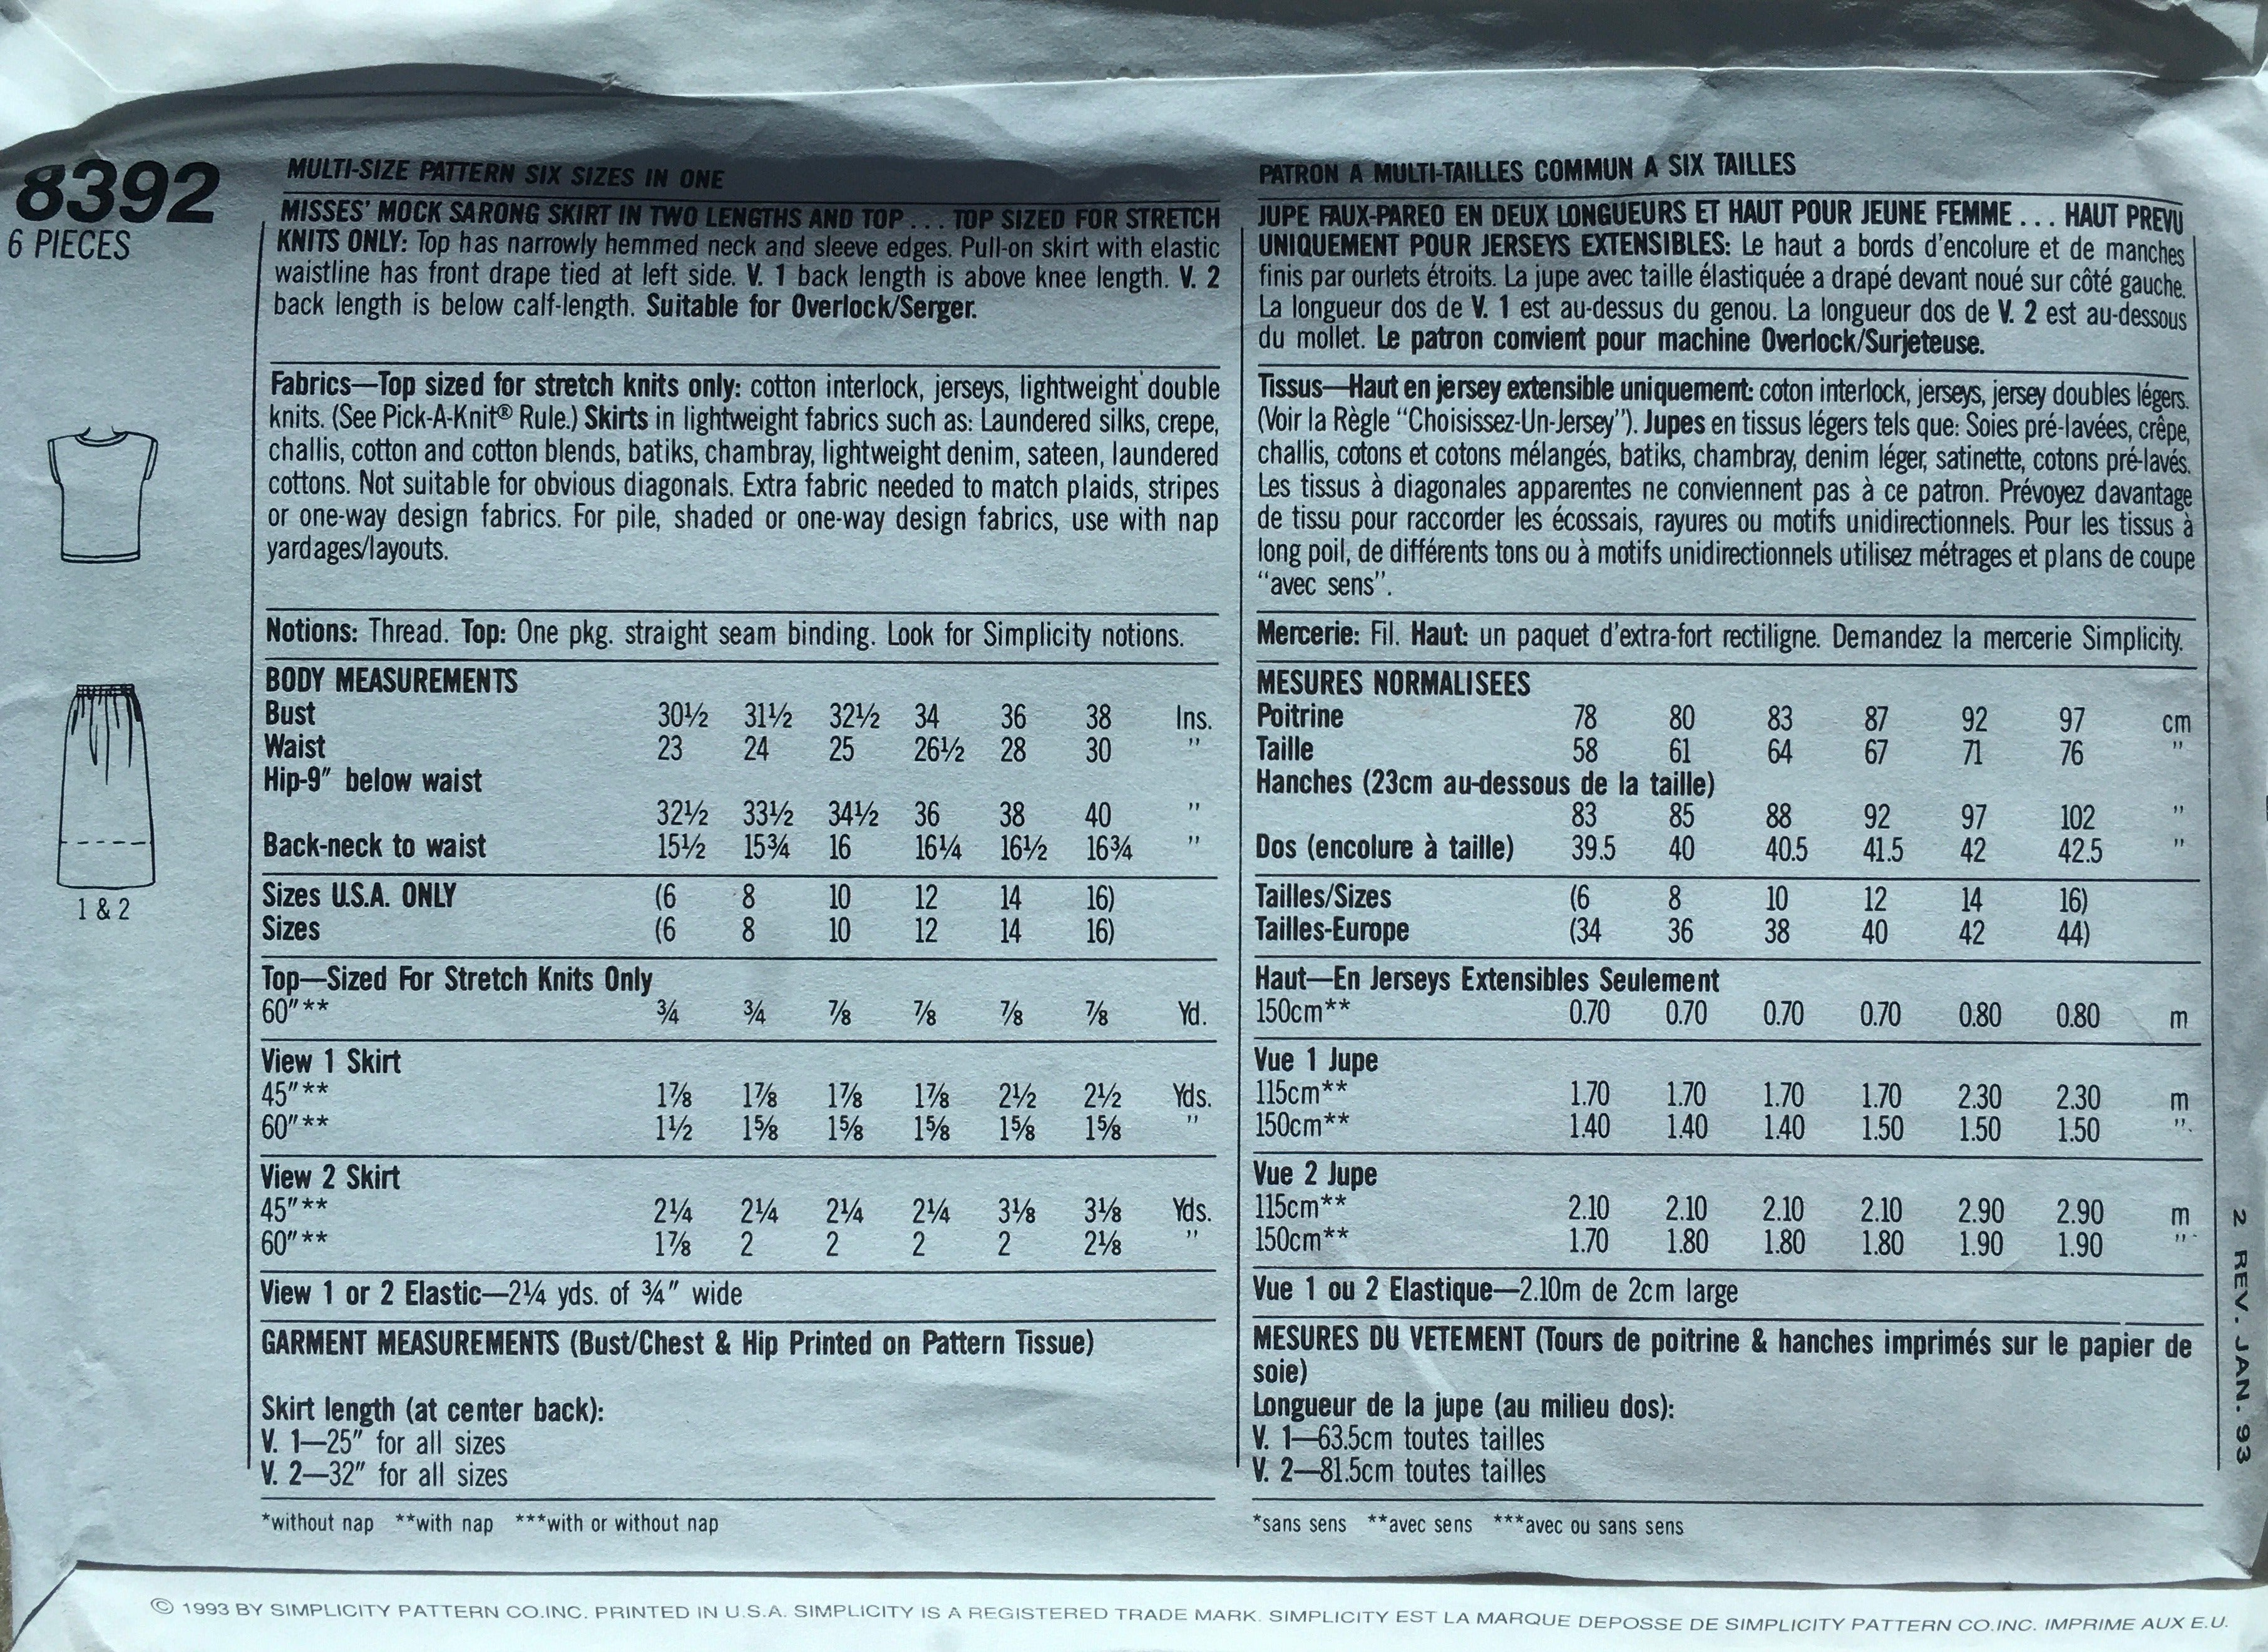 8392
6 PIECES
MULTI-SIZE PATTERN SIX SIZES IN ONE
MISSES' MOCK SARONG SKIRT IN TWO LENGTHS AND TOP . . . TOP SIZED FOR STRETCH
KNITS ONLY: Top has narrowly hemmed neck and sleeve edges. Pull-on skirt with elastic
waistline has front drape tied at left side. V. 1 back length is above knee length. V. 2
back length is below calf-length. Suitable for Overlock/Serger.
Fabrics—Top sized for stretch knits only: cotton interlock, jerseys, lightweight double
knits. (See Pick-A-Knit® Rule.) Skirts in lightweight fabrics such as: Laundered silks, crepe,
challis, cotton and cotton blends, batiks, chambray, lightweight denim, sateen, laundered
cottons. Not suitable for obvious diagonals. Extra fabric needed to match plaids, stripes
or one-way design fabrics. For pile, shaded or one-way design fabrics, use with nap
yardages/layouts.
Notions: Thread. Top: One pkg. straight seam binding. Look for Simplicity notions.
BODY MEASUREMENTS
Bust 30½ 31½ 32½ 34 36 38 Ins.
Waist 23 24 25 26½ 28 30 "
Hip-9" below waist
32½ 33½ 34½ 36 38 40 "
Back-neck to waist 15½ 15¾ 16 16¼ 16½ 16¾ "
Sizes U.S.A. ONLY (6 8 10 12 14 16)
Sizes (6 8 10 12 14 16)
Top—Sized For Stretch Knits Only
60"** ¾ ¾ ⅞ ⅞ ⅞ ⅞ Yd.
View 1 Skirt
45"** 1⅞ 1⅞ 1⅞ 1⅞ 2½ 2½ Yds.
60"** 1½ 1⅝ 1⅝ 1⅝ 1⅝ 1⅝ "
View 2 Skirt
45"** 2¼ 2¼ 2¼ 2¼ 3⅛ 3⅛ Yds.
60"** 1⅞ 2 2 2 2 2⅛ "
View 1 or 2 Elastic—2¼ yds. of ¾" wide
GARMENT MEASUREMENTS (Bust/Chest & Hip Printed on Pattern Tissue)
Skirt length (at center back):
V. 1—25" for all sizes
V. 2—32" for all sizes
*without nap **with nap ***with or without nap
1 & 2
PATRON A MULTI-TAILLES COMMUN A SIX TAILLES
JUPE FAUX-PAREO EN DEUX LONGUEURS ET HAUT POUR JEUNE FEMME . . . HAUT PREVU
UNIQUEMENT POUR JERSEYS EXTENSIBLES: Le haut a bords d'encolure et de manches
finis par ourlets étroits. La jupe avec taille élastiquée a drapé devant noué sur côté gauche.
La longueur dos de V. 1 est au-dessus du genou. La longueur dos de V. 2 est au-dessous
du mollet. Le patron convient pour machine Overlock/Surjeteuse.
Tissus—Haut en jersey extensible uniquement: coton interlock, jerseys, jersey doubles légers.
(Voir la Règle "Choisissez-Un-Jersey"). Jupes en tissus légers tels que: Soies pré-lavées, crêpe,
challis, cotons et cotons mélangés, batiks, chambray, denim léger, satinette, cotons pré-lavés.
Les tissus à diagonales apparentes ne conviennent pas à ce patron. Prévoyez davantage
de tissu pour raccorder les écossais, rayures ou motifs unidirectionnels. Pour les tissus à
long poil, de différents tons ou à motifs unidirectionnels utilisez métrages et plans de coupe
"avec sens".
Mercerie: Fil. Haut: un paquet d'extra-fort rectiligne. Demandez la mercerie Simplicity.
MESURES NORMALISEES
Poitrine 78 80 83 87 92 97 cm
Taille 58 61 64 67 71 76 "
Hanches (23cm au-dessous de la taille)
83 85 88 92 97 102 "
Dos (encolure à taille) 39.5 40 40.5 41.5 42 42.5 "
Tailles/Sizes (6 8 10 12 14 16)
Tailles-Europe (34 36 38 40 42 44)
Haut—En Jerseys Extensibles Seulement
150cm** 0.70 0.70 0.70 0.70 0.80 0.80 m
Vue 1 Jupe
115cm** 1.70 1.70 1.70 1.70 2.30 2.30 m
150cm** 1.40 1.40 1.40 1.50 1.50 1.50 "
Vue 2 Jupe
115cm** 2.10 2.10 2.10 2.10 2.90 2.90 m
150cm** 1.70 1.80 1.80 1.80 1.90 1.90 "
Vue 1 ou 2 Elastique—2.10m de 2cm large
MESURES DU VETEMENT (Tours de poitrine & hanches imprimés sur le papier de
soie)
Longueur de la jupe (au milieu dos):
V. 1—63.5cm toutes tailles
V. 2—81.5cm toutes tailles
*sans sens **avec sens ***avec ou sans sens
2 REV. JAN. 93
© 1993 BY SIMPLICITY PATTERN CO.INC. PRINTED IN U.S.A. SIMPLICITY IS A REGISTERED TRADE MARK. SIMPLICITY EST LA MARQUE DEPOSSE DE SIMPLICITY PATTERN CO.INC. IMPRIME AUX E.U.